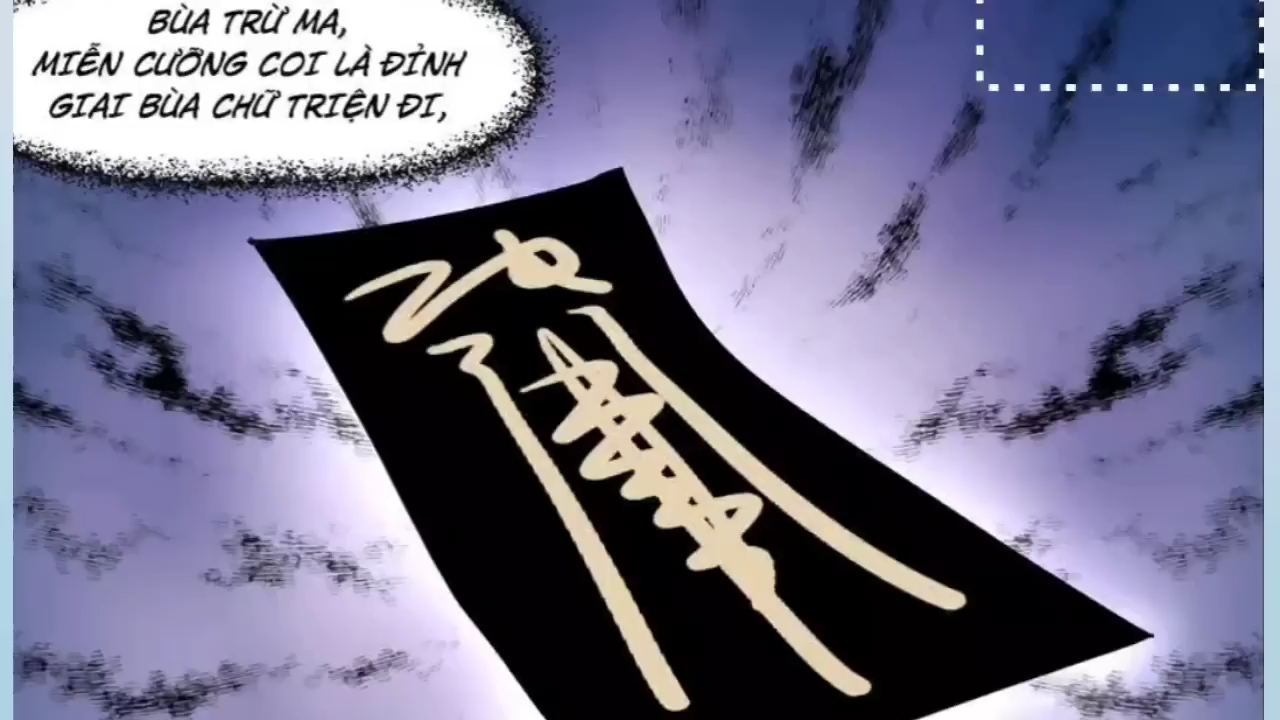 BÙA TRỪ MA,
MIỄN CƯỠNG COI LÀ ĐỈNH
GIAI BÙA CHỮ TRIỆN ĐI,